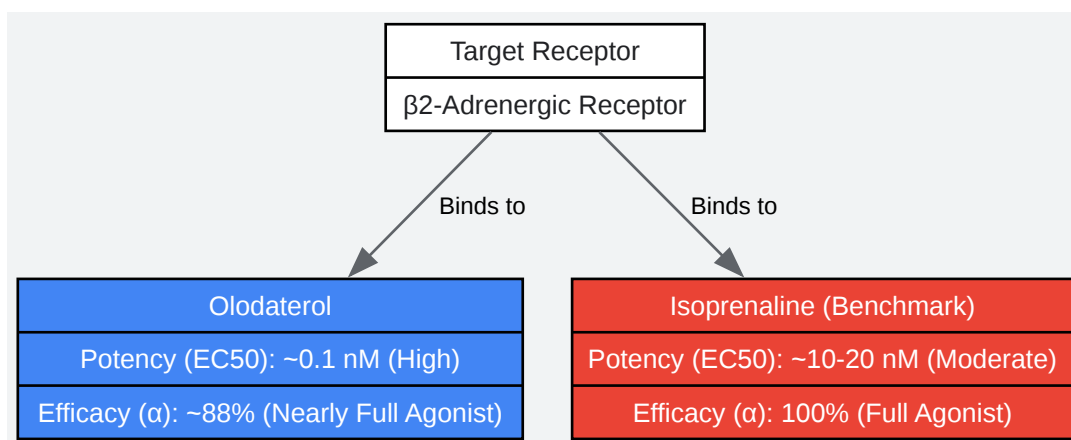 Target Receptor
β2-Adrenergic Receptor
Binds to
Binds to
Olodaterol
Potency (EC50): ~0.1 nM (High)
Efficacy (α): ~88% (Nearly Full Agonist)
Isoprenaline (Benchmark)
Potency (EC50): ~10-20 nM (Moderate)
Efficacy (α): 100% (Full Agonist)